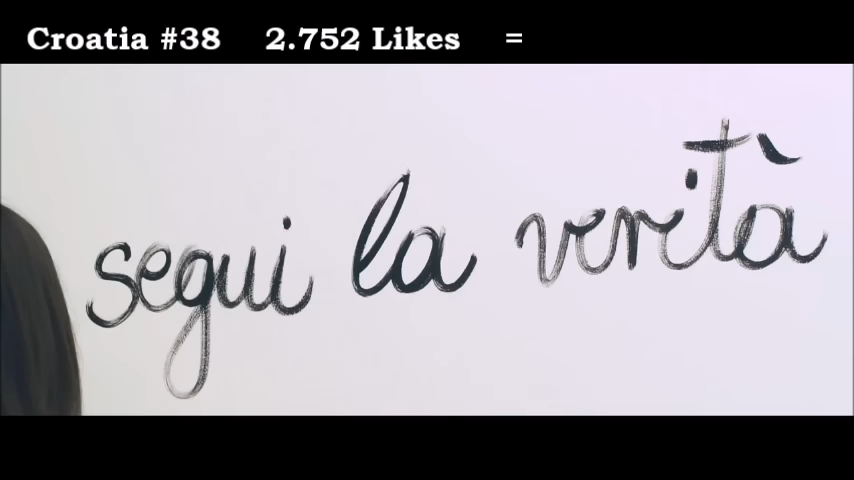 Croatia #38 2.752 Likes =
segui la verità